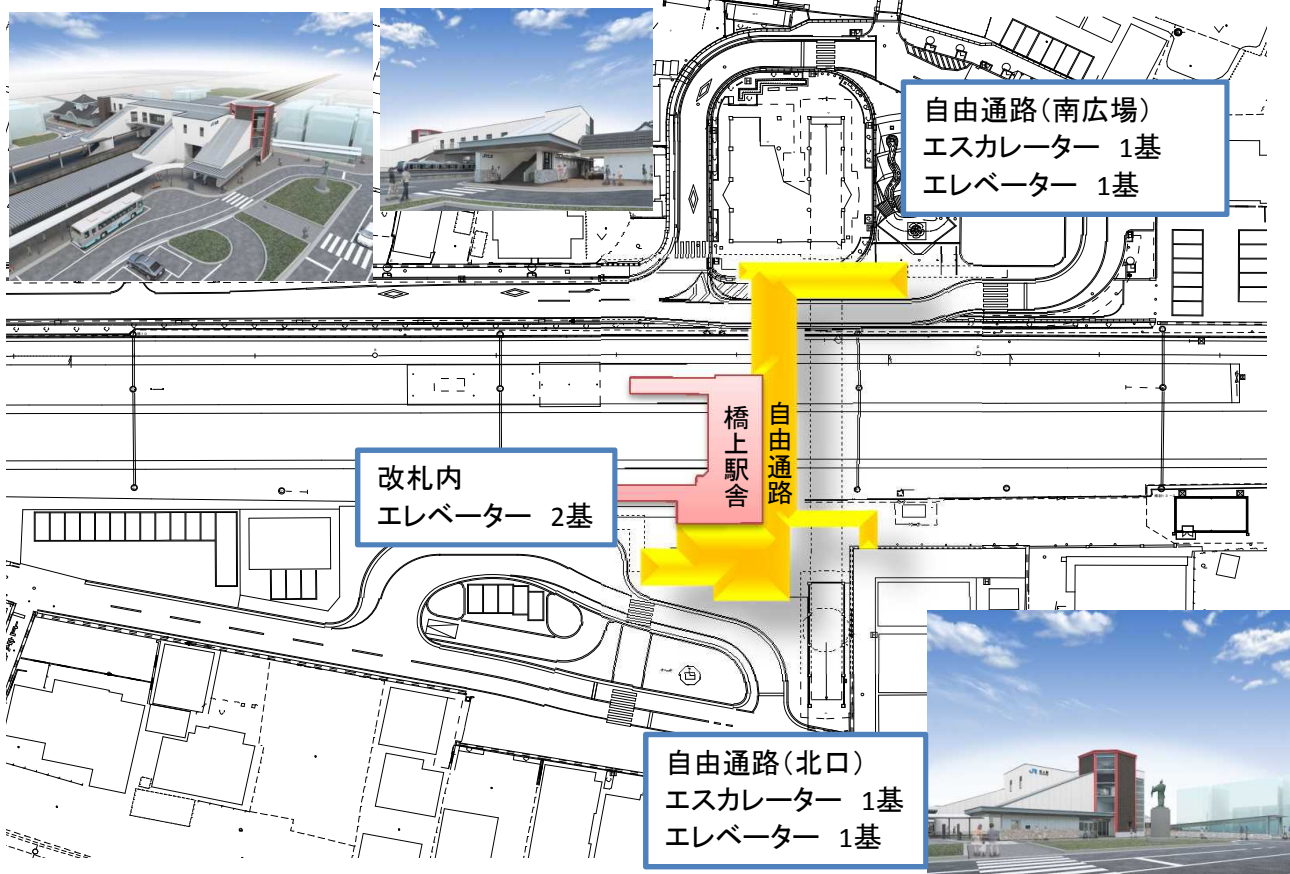 自由通路(南広場)
エスカレーター 1基
エレベーター 1基
橋上駅舎
自由通路
改札内
エレベーター 2基
自由通路(北口)
エスカレーター 1基
エレベーター 1基